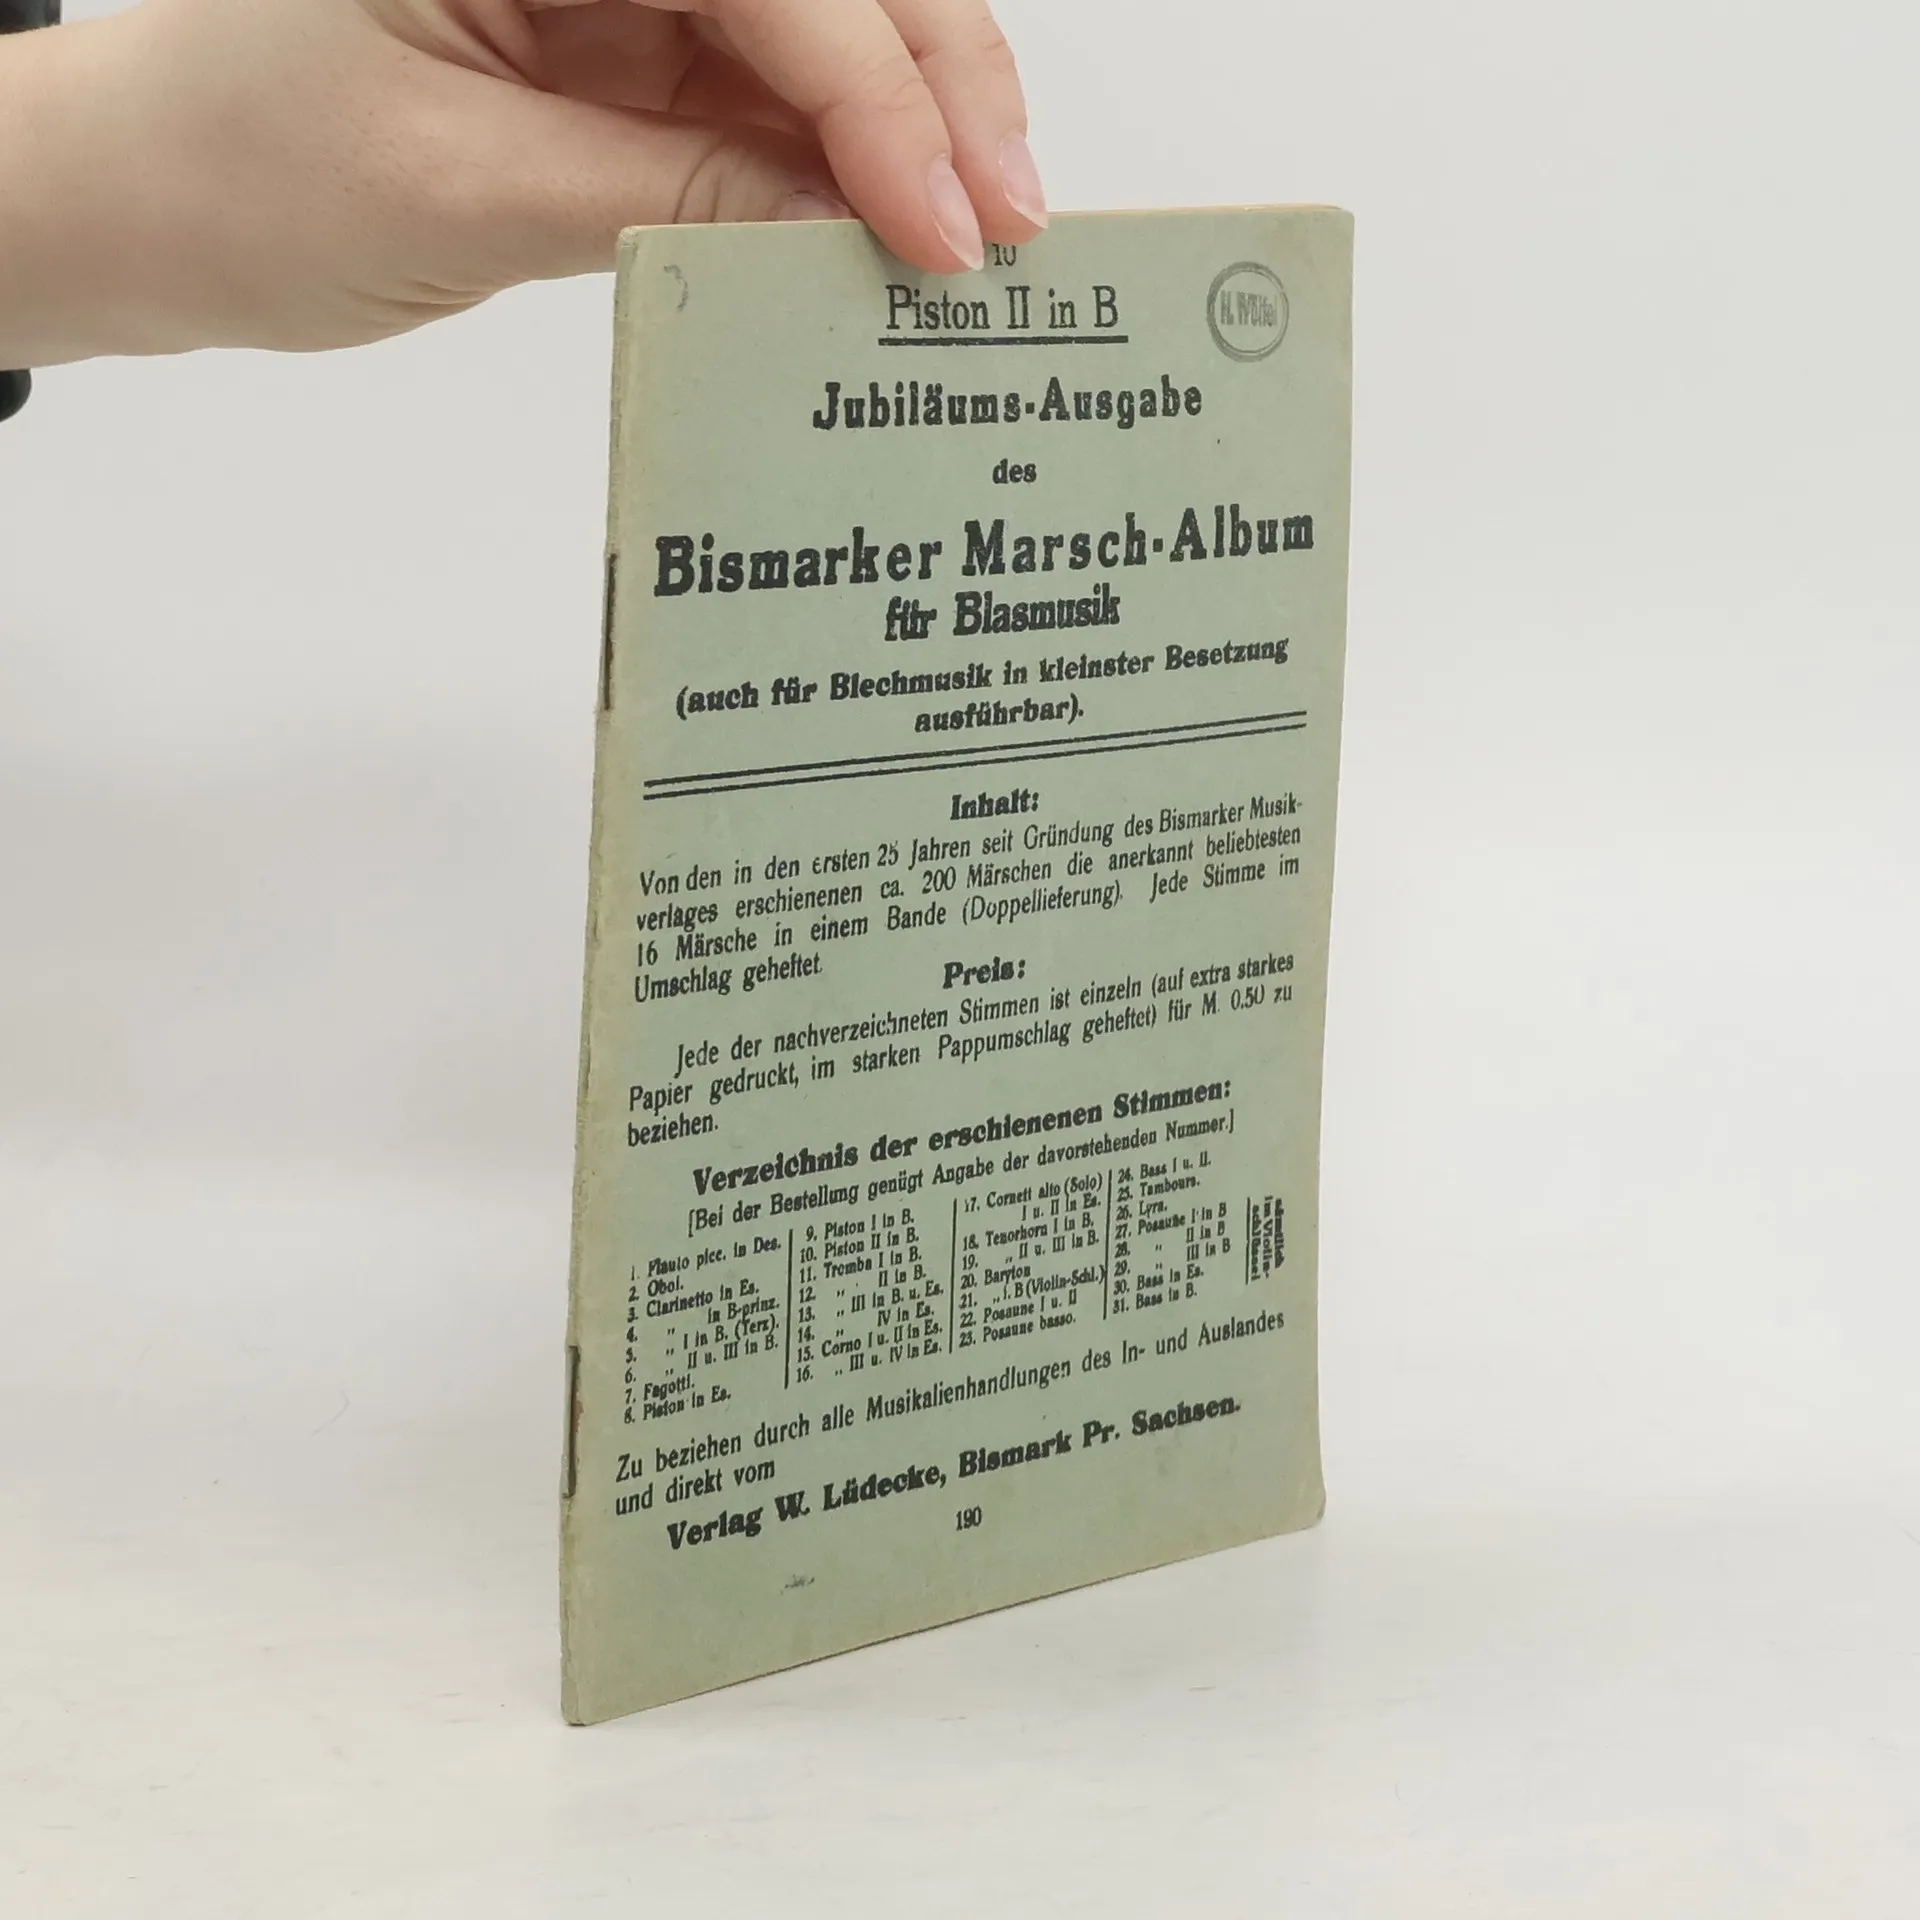 10
Piston II in B
Jubiläums-Ausgabe
des
Bismarker Marsch-Album
für Blasmusik
(auch für Blechmusik in kleinster Besetzung
ausführbar).
Inhalt:
Von den in den ersten 25 Jahren seit Gründung des Bismarker Musik-
verlages erschienenen ca. 200 Märschen die anerkannt beliebtesten
16 Märsche in einem Bande (Doppellieferung). Jede Stimme im
Umschlag geheftet.
Preis:
Jede der nachverzeichneten Stimmen ist einzeln (auf extra starkes
Papier gedruckt, im starken Pappumschlag geheftet) für M. 0.50 zu
beziehen.
Verzeichnis der erschienenen Stimmen:
[Bei der Bestellung genügt Angabe der davorstehenden Nummer.]
1. Flauto picc. in Des.
2. Oboi.
3. Clarinetto in Es.
4. " in B-prinz.
5. " I in B. (Terz).
6. " II u. III in B.
7. Fagotti.
8. Piston in Es.
9. Piston I in B.
10. Piston II in B.
11. Tromba I in B.
12. " II in B.
13. " III in B. u. Es.
14. " IV in Es.
15. Corno I u. II in Es.
16. " III u. IV in Es.
17. Cornett alto (Solo)
I u. II in Es.
18. Tenorhorn I in B.
19. " II u. III in B.
20. Baryton
21. " i. B (Violin-Schl.)
22. Posaune I u. II
23. Posaune basso.
24. Bass I u. II.
25. Tambours.
26. Lyra.
27. Posaune I in B
28. " II in B
29. " III in B
30. Bass in Es.
31. Bass in B.
sämtlich
im Violin-
schlüssel
Zu beziehen durch alle Musikalienhandlungen des In- und Auslandes
und direkt vom
Verlag W. Lüdecke, Bismark Pr. Sachsen.
190